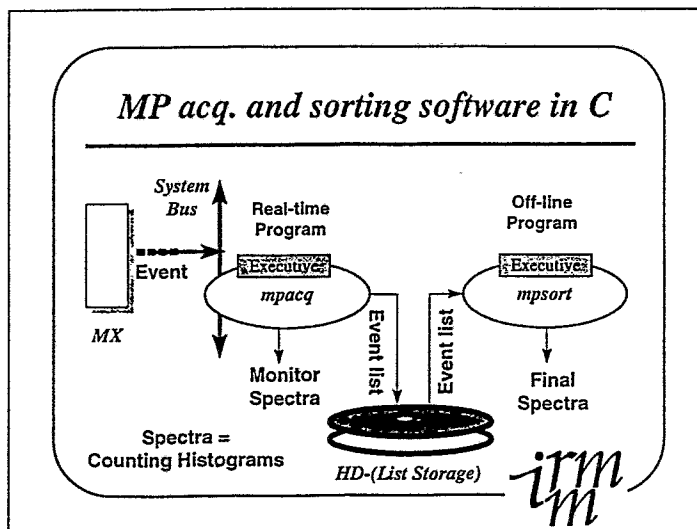 MP acq. and sorting software in C
System
Bus
Real-time
Program
Off-line
Program
Event
Executive
mpacq
Executive
mpsort
MX
Event list
Event list
Monitor
Spectra
Final
Spectra
Spectra =
Counting Histograms
HD-(List Storage)
irmm